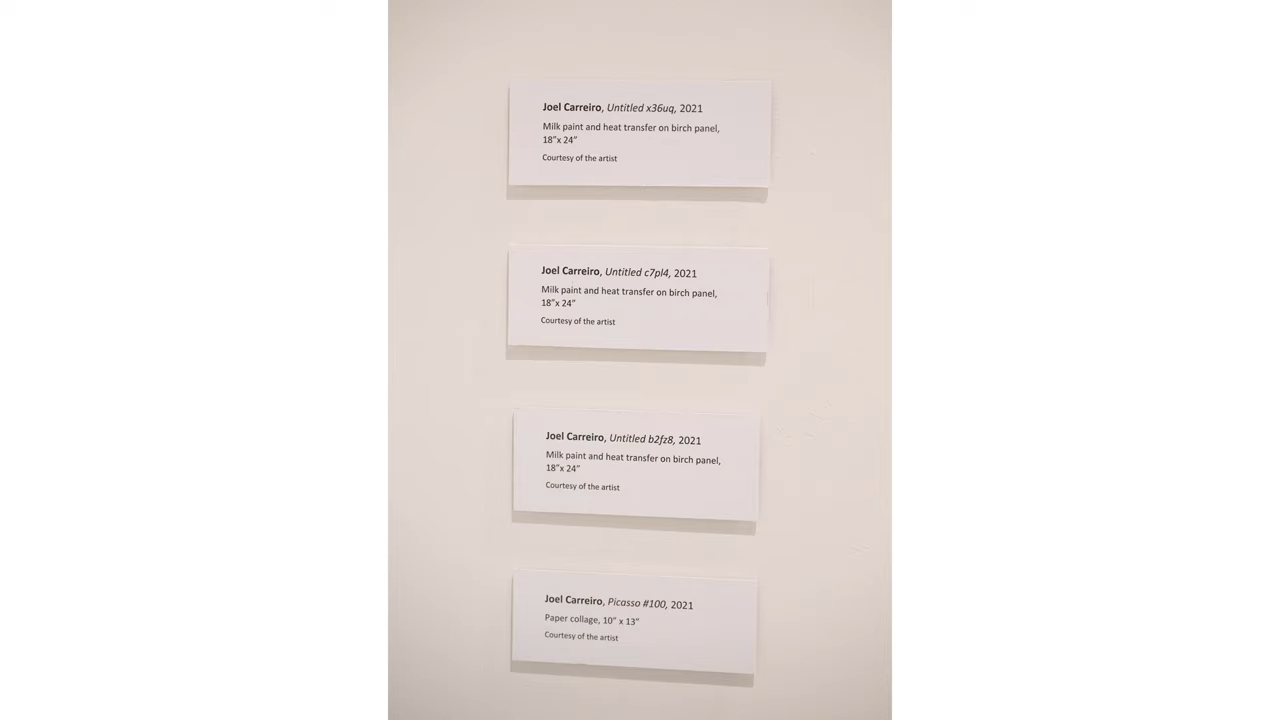 Joel Carreiro, Untitled x36uq, 2021
Milk paint and heat transfer on birch panel,
18”x 24”
Courtesy of the artist
Joel Carreiro, Untitled c7pl4, 2021
Milk paint and heat transfer on birch panel,
18”x 24”
Courtesy of the artist
Joel Carreiro, Untitled b2fz8, 2021
Milk paint and heat transfer on birch panel,
18”x 24”
Courtesy of the artist
Joel Carreiro, Picasso #100, 2021
Paper collage, 10” x 13”
Courtesy of the artist